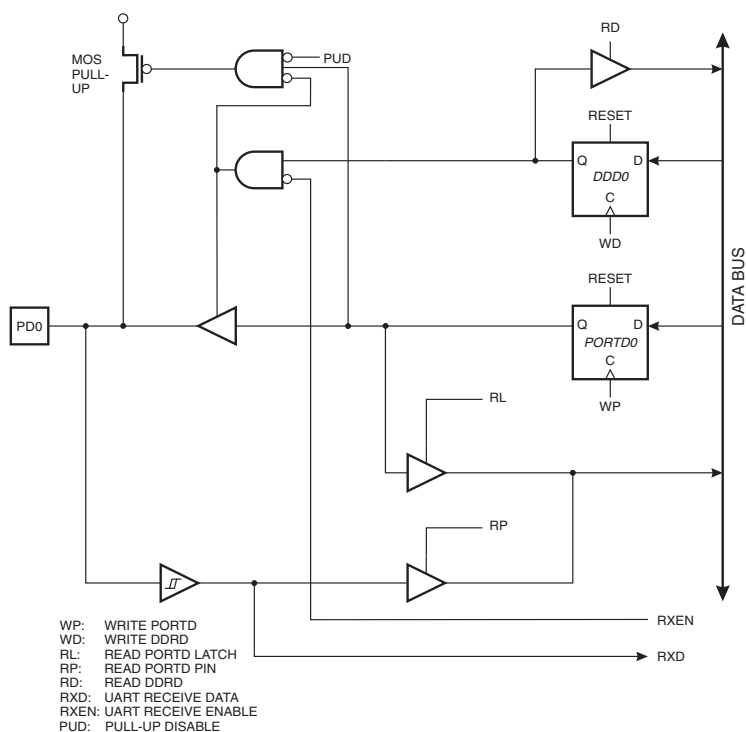 RD
MOS
PULL-
UP
PUD
RESET
Q D
DDD0
C
WD
RESET
PD0
Q D
PORTD0
C
WP
DATA BUS
RL
RP
RXEN
RXD
WP: WRITE PORTD
WD: WRITE DDRD
RL: READ PORTD LATCH
RP: READ PORTD PIN
RD: READ DDRD
RXD: UART RECEIVE DATA
RXEN: UART RECEIVE ENABLE
PUD: PULL-UP DISABLE